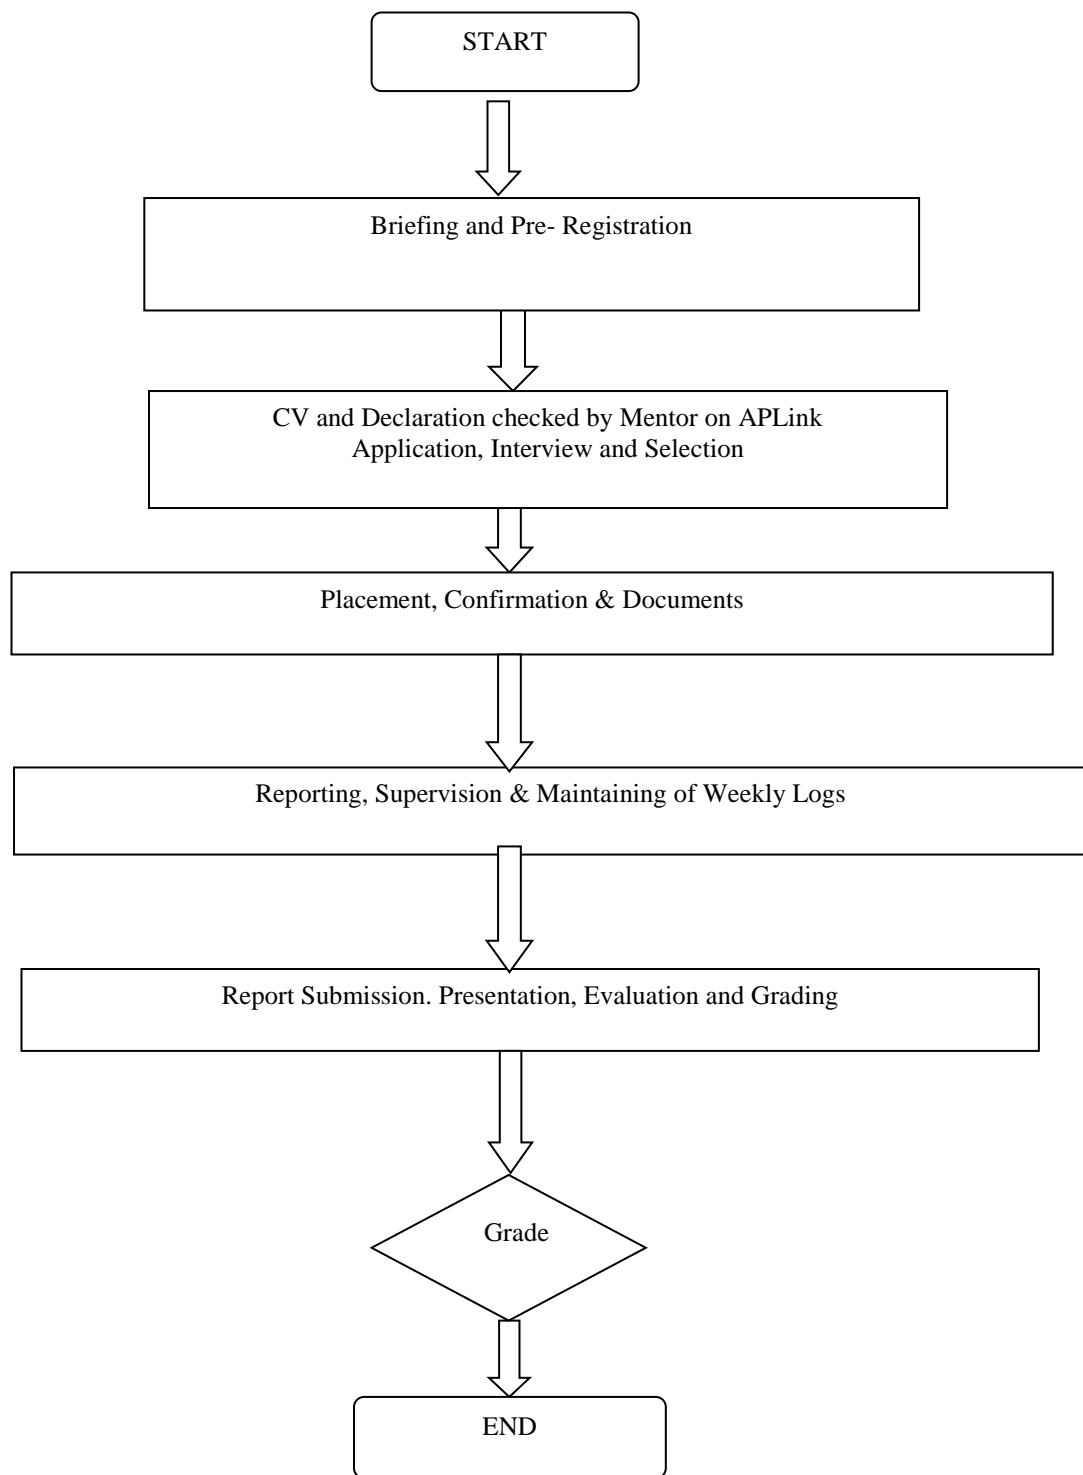 START
Briefing and Pre- Registration
CV and Declaration checked by Mentor on APLink
Application, Interview and Selection
Placement, Confirmation & Documents
Reporting, Supervision & Maintaining of Weekly Logs
Report Submission. Presentation, Evaluation and Grading
Grade
END